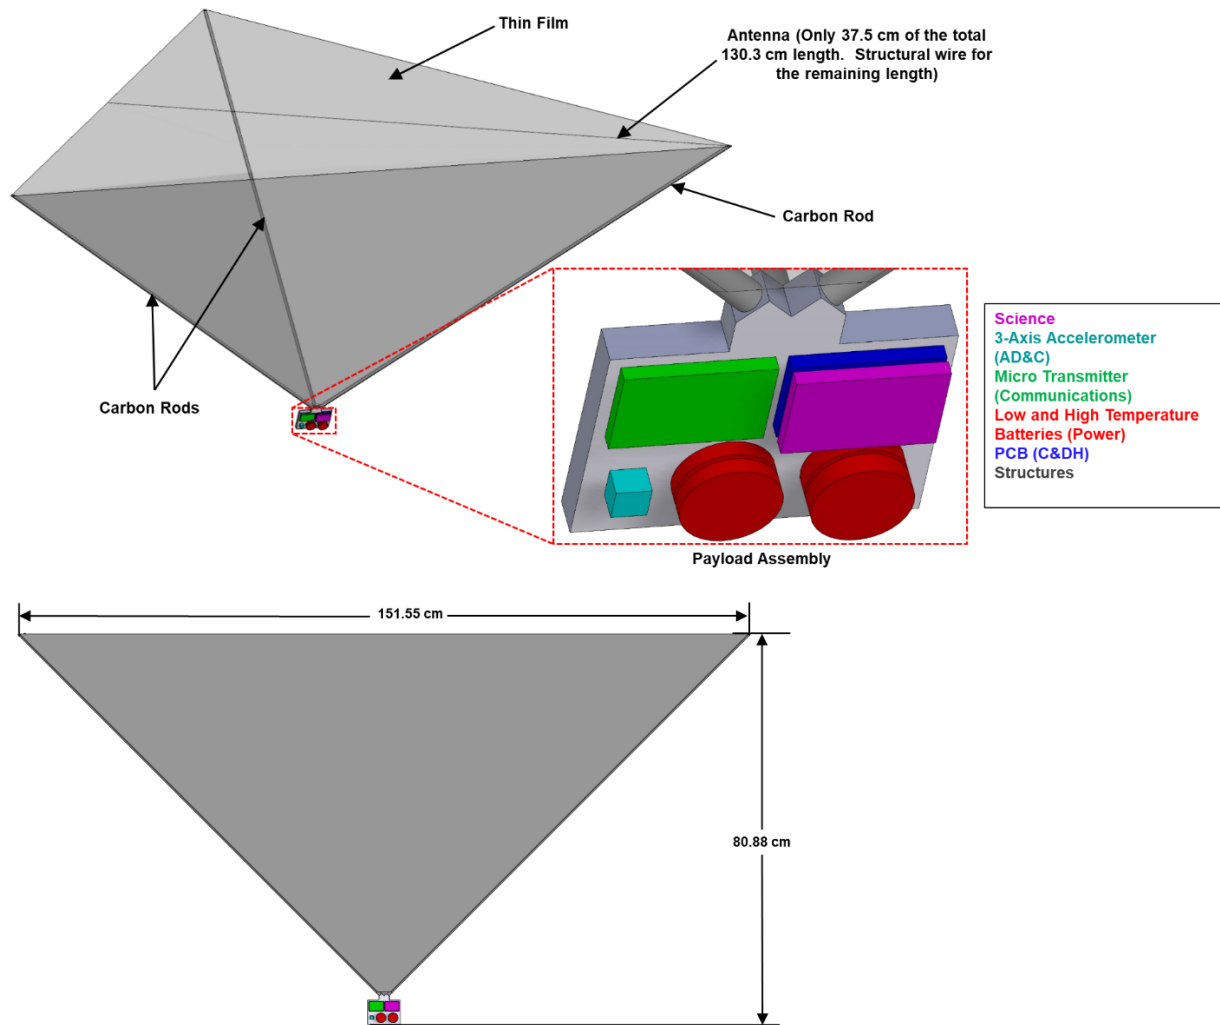 Thin Film
Antenna (Only 37.5 cm of the total
130.3 cm length. Structural wire for
the remaining length)
Carbon Rod
Carbon Rods
Science
3-Axis Accelerometer
(AD&C)
Micro Transmitter
(Communications)
Low and High Temperature
Batteries (Power)
PCB (C&DH)
Structures
Payload Assembly
151.55 cm
80.88 cm